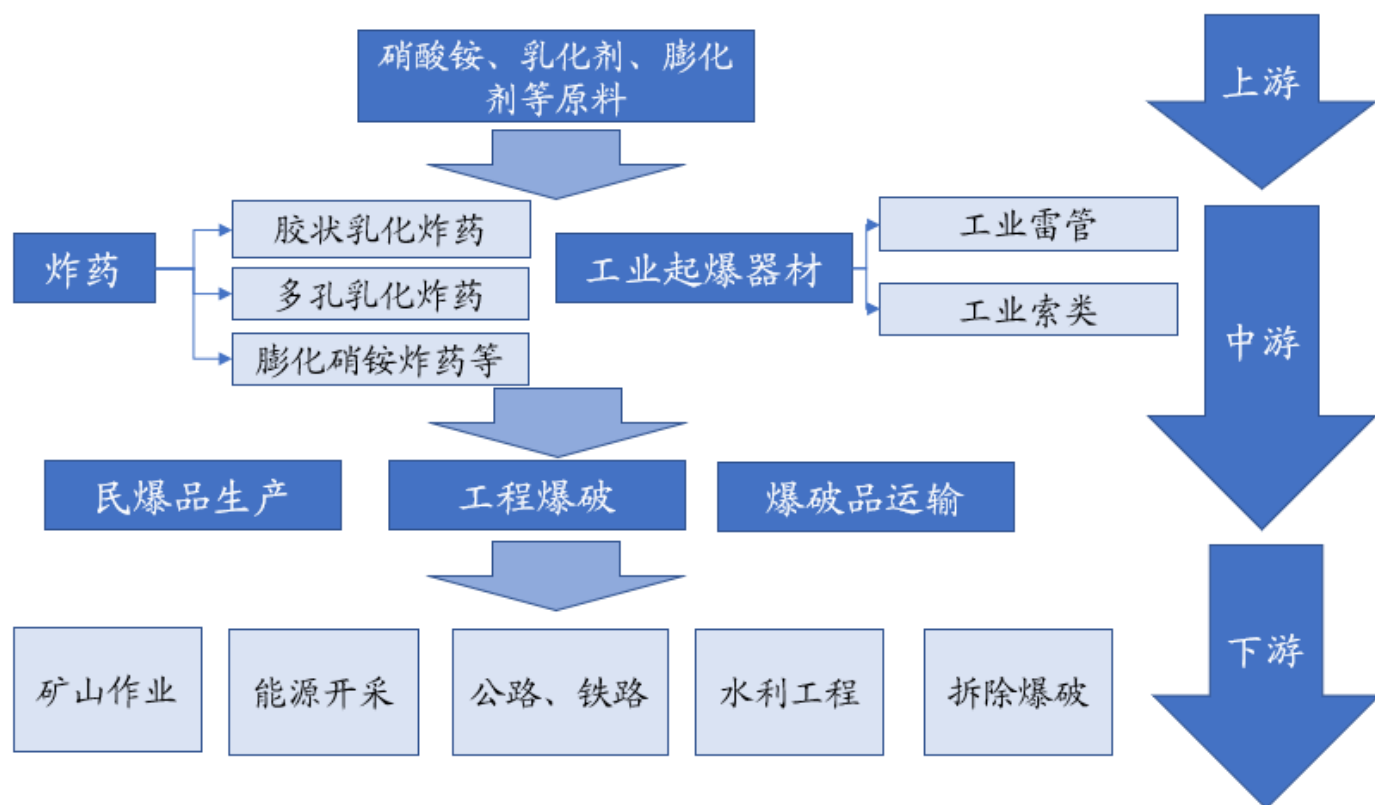 硝酸铵、乳化剂、膨化
剂等原料
上游
胶状乳化炸药
工业雷管
炸药
工业起爆器材
多孔乳化炸药
工业索类
膨化硝铵炸药等
中游
民爆品生产
工程爆破
爆破品运输
下游
矿山作业
能源开采
公路、铁路
水利工程
拆除爆破